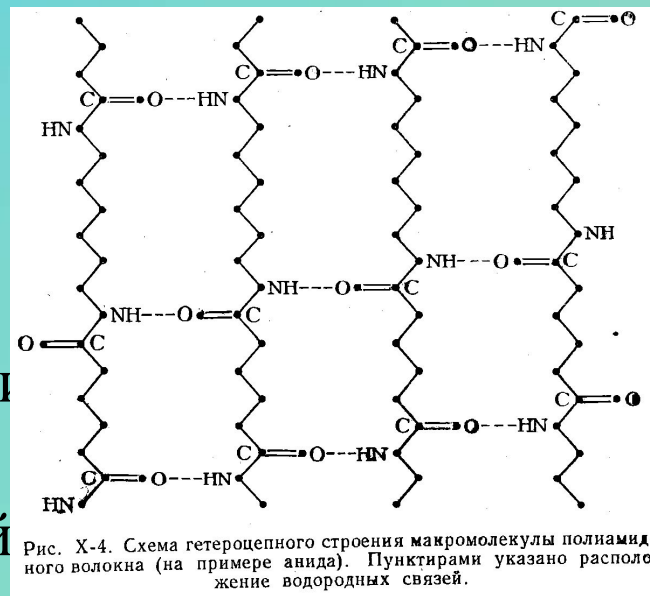 C O HN
C O HN
C O HN C O HN
HN
NH
NH O C
NH O C
NH O C
O C
C O
C O HN
C O HN
C O HN
HN
Рис. X-4. Схема гетероцепного строения макромолекулы полиамид
ного волокна (на примере анида). Пунктирами указано располо
жение водородных связей.
й